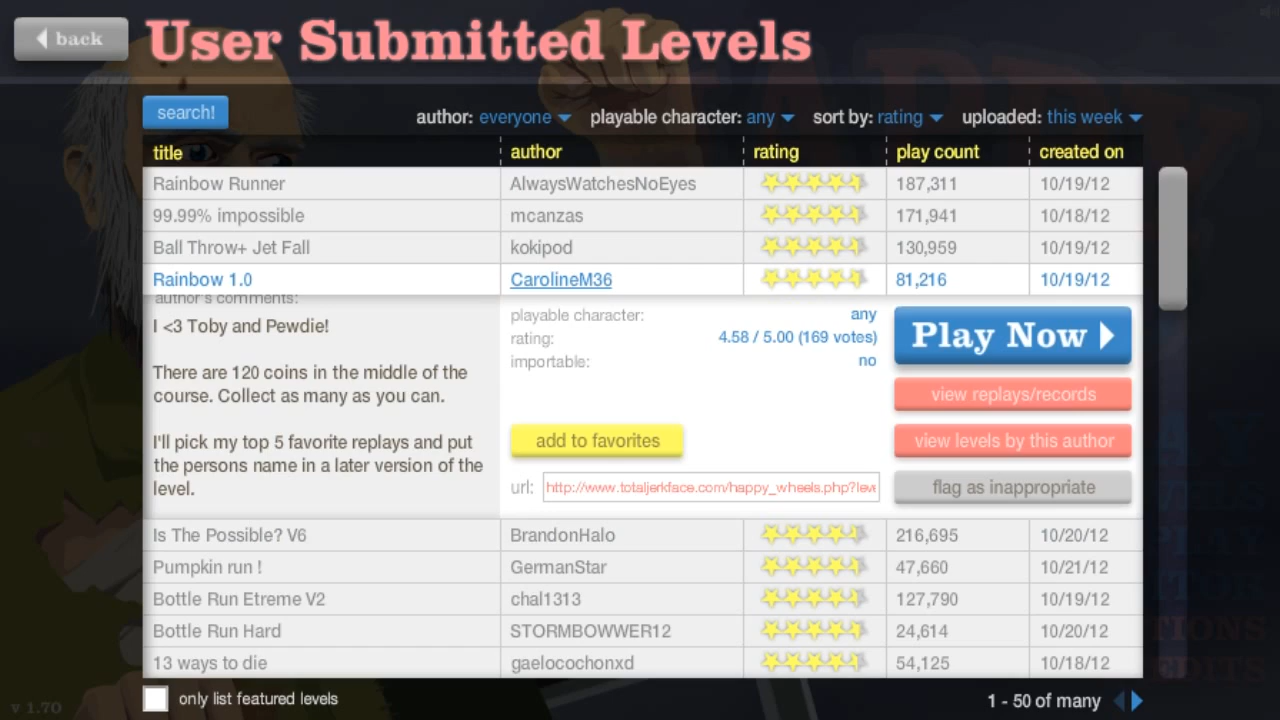 back
User Submitted Levels
search!
author: everyone playable character: any sort by: rating uploaded: this week
title author rating play count created on
Rainbow Runner AlwaysWatchesNoEyes 187,311 10/19/12
99.99% impossible mcanzas 171,941 10/18/12
Ball Throw+ Jet Fall kokipod 130,959 10/19/12
Rainbow 1.0 CarolineM36 81,216 10/19/12
author's comments:
I <3 Toby and Pewdie!
There are 120 coins in the middle of the
course. Collect as many as you can.
I'll pick my top 5 favorite replays and put
the persons name in a later version of the
level.
playable character: any
rating: 4.58 / 5.00 (169 votes)
importable: no
add to favorites
url: http://www.totaljerkface.com/happy_wheels.php?leve
Play Now
view replays/records
view levels by this author
flag as inappropriate
Is The Possible? V6 BrandonHalo 216,695 10/20/12
Pumpkin run ! GermanStar 47,660 10/21/12
Bottle Run Etreme V2 chal1313 127,790 10/19/12
Bottle Run Hard STORMBOWWER12 24,614 10/20/12
13 ways to die gaelocochonxd 54,125 10/18/12
only list featured levels
1 - 50 of many
v 1.70